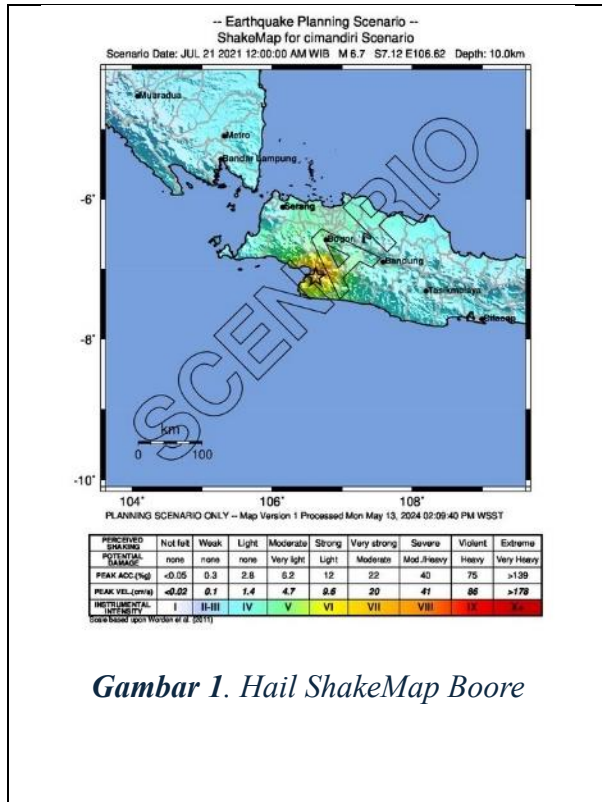 -- Earthquake Planning Scenario --
ShakeMap for cimandiri Scenario
Scenario Date: JUL 21 2021 12:00:00 AM WIB M 6.7 S7.12 E106.62 Depth: 10.0km
Muaradua
Metro
Bandar Lampung
-6°
Serang
Bogor
Bandung
Tasikmalaya
Cilacap
SCENARIO
-8°
km
0 100
-10°
104° 106° 108°
PLANNING SCENARIO ONLY -- Map Version 1 Processed Mon May 13, 2024 02:09:40 PM WSST
PERCEIVED SHAKING Not felt Weak Light Moderate Strong Very strong Severe Violent Extreme
POTENTIAL DAMAGE none none none Very light Light Moderate Mod./Heavy Heavy Very Heavy
PEAK ACC.(%g) <0.05 0.3 2.8 6.2 12 22 40 75 >139
PEAK VEL.(cm/s) <0.02 0.1 1.4 4.7 9.6 20 41 86 >178
INSTRUMENTAL INTENSITY I II-III IV V VI VII VIII IX X+
Scale based upon Worden et al. (2011)
Gambar 1. Hail ShakeMap Boore